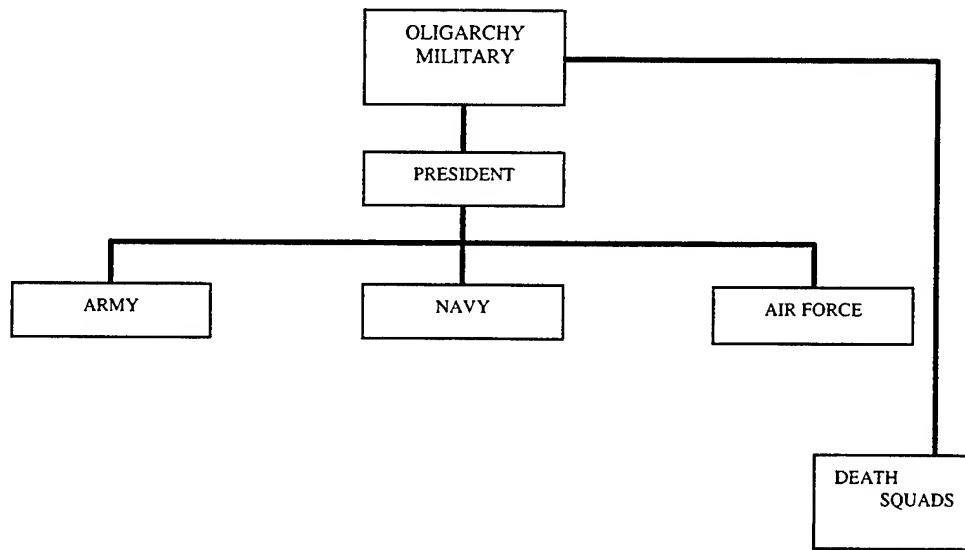 OLIGARCHY
MILITARY
PRESIDENT
ARMY
NAVY
AIR FORCE
DEATH
SQUADS